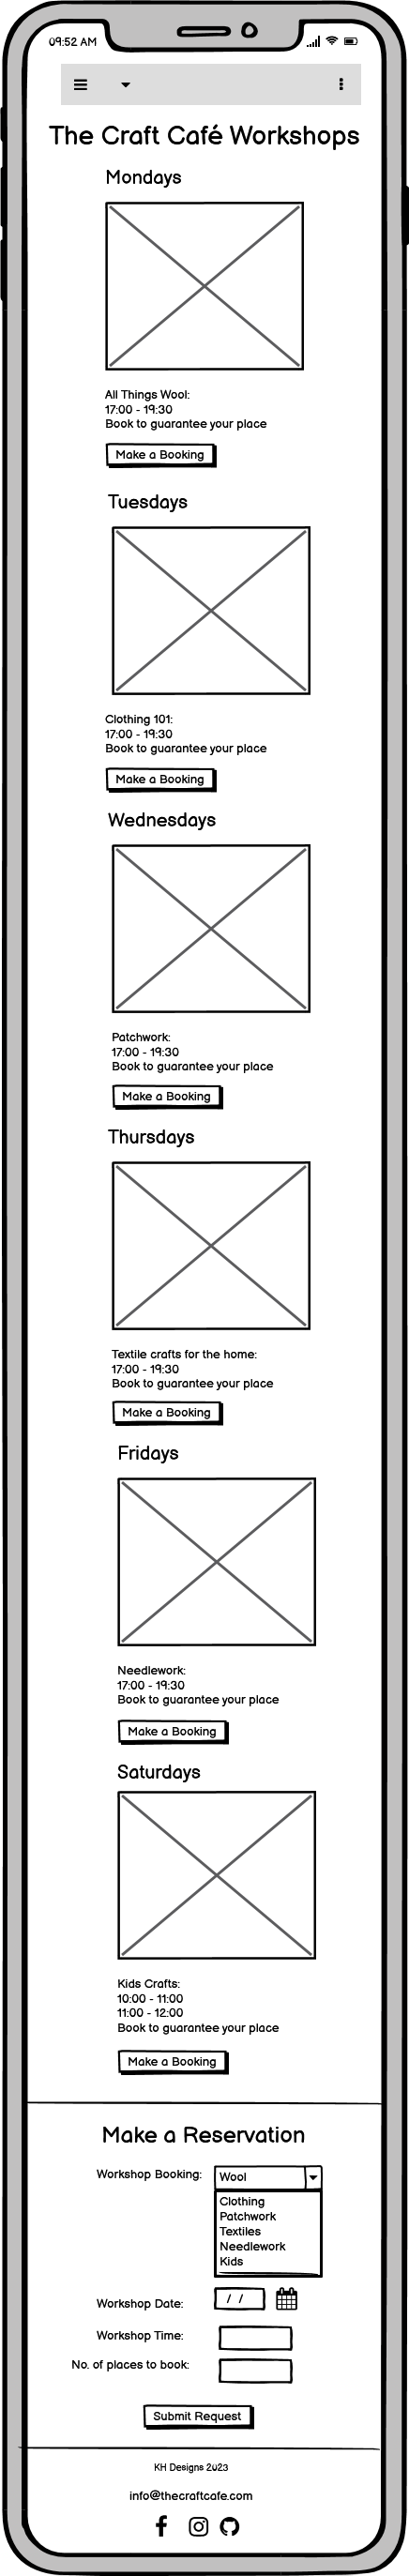 09:52 AM
The Craft Café Workshops
Mondays
All Things Wool:
17:00 - 19:30
Book to guarantee your place
Make a Booking
Tuesdays
Clothing 101:
17:00 - 19:30
Book to guarantee your place
Make a Booking
Wednesdays
Patchwork:
17:00 - 19:30
Book to guarantee your place
Make a Booking
Thursdays
Textile crafts for the home:
17:00 - 19:30
Book to guarantee your place
Make a Booking
Fridays
Needlework:
17:00 - 19:30
Book to guarantee your place
Make a Booking
Saturdays
Kids Crafts:
10:00 - 11:00
11:00 - 12:00
Book to guarantee your place
Make a Booking
Make a Reservation
Workshop Booking: Wool
Clothing
Patchwork
Textiles
Needlework
Kids
Workshop Date: / /
Workshop Time:
No. of places to book:
Submit Request
KH Designs 2023
info@thecraftcafe.com